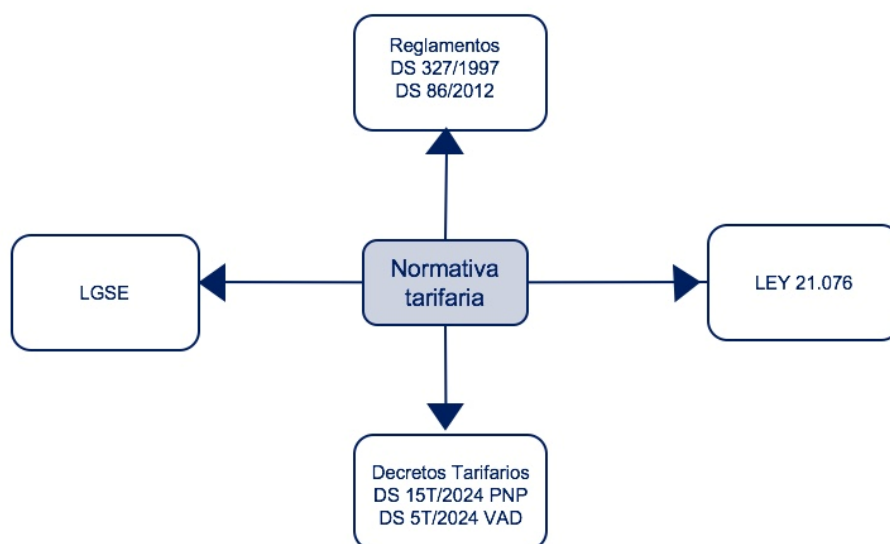 Reglamentos
DS 327/1997
DS 86/2012
Normativa
tarifaria
LGSE
LEY 21.076
Decretos Tarifarios
DS 15T/2024 PNP
DS 5T/2024 VAD